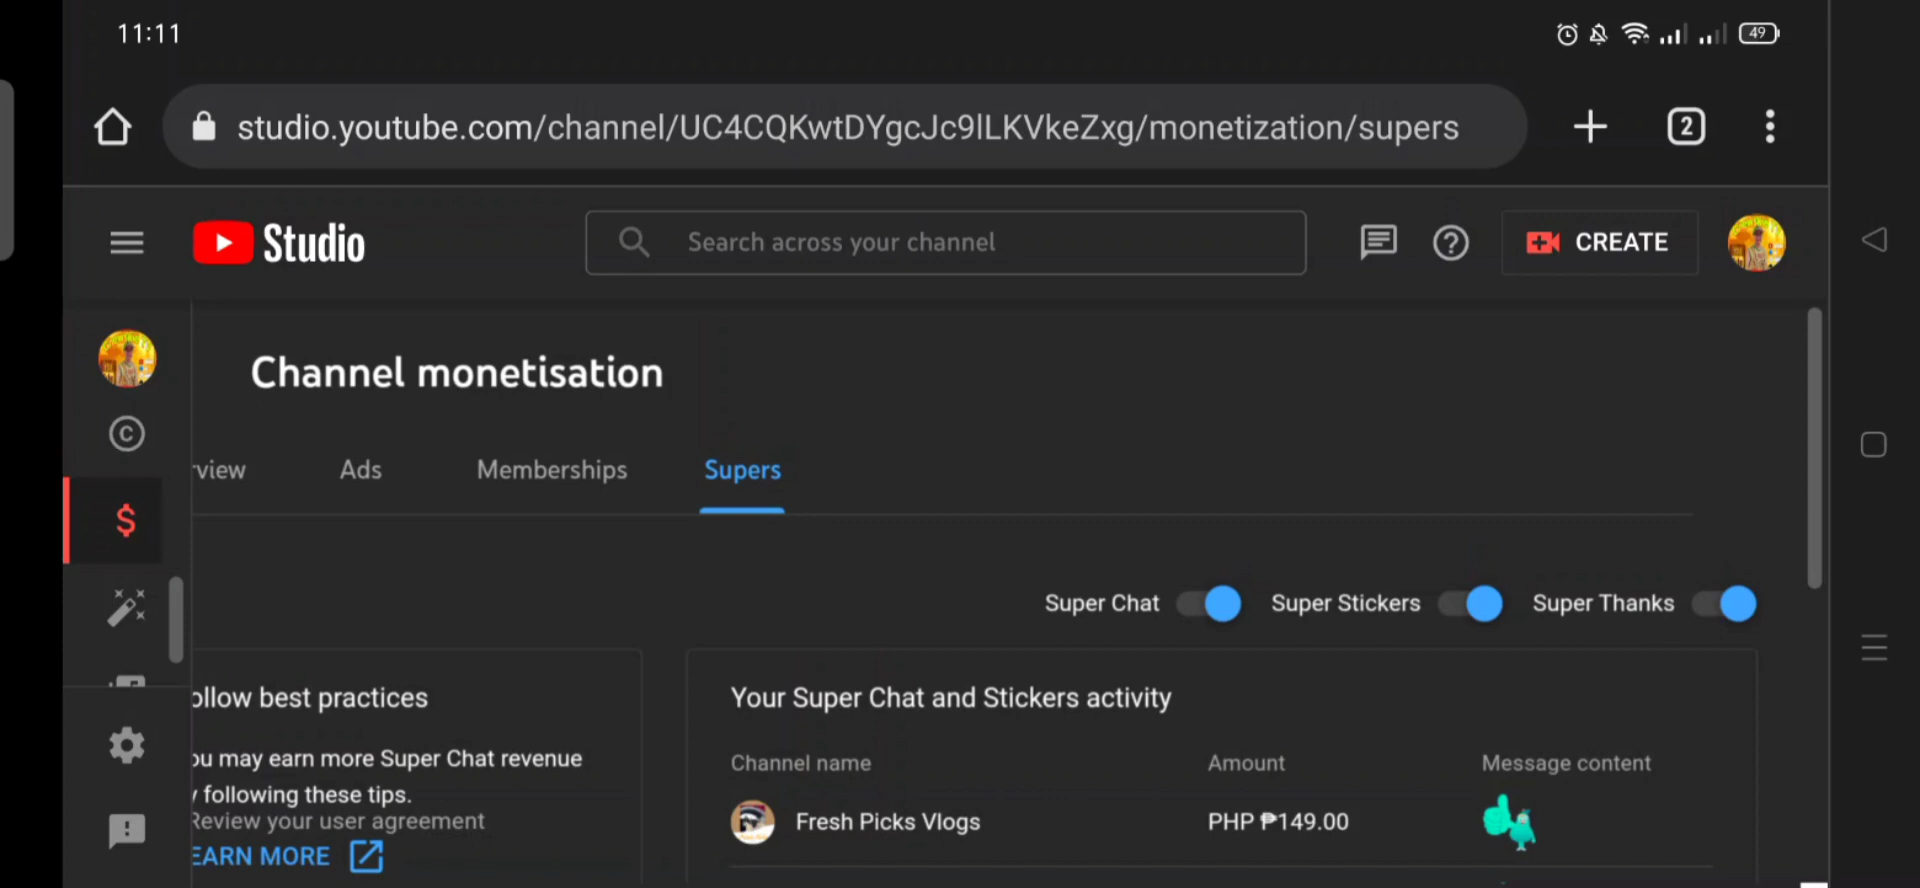 11:11
49
studio.youtube.com/channel/UC4CQKwtDYgcJc9lLKVkeZxg/monetization/supers
2
Studio
Search across your channel
CREATE
Channel monetisation
rview
Ads
Memberships
Supers
Super Chat
Super Stickers
Super Thanks
ollow best practices
ou may earn more Super Chat revenue
y following these tips.
Review your user agreement
EARN MORE
Your Super Chat and Stickers activity
Channel name
Amount
Message content
Fresh Picks Vlogs
PHP ₱149.00